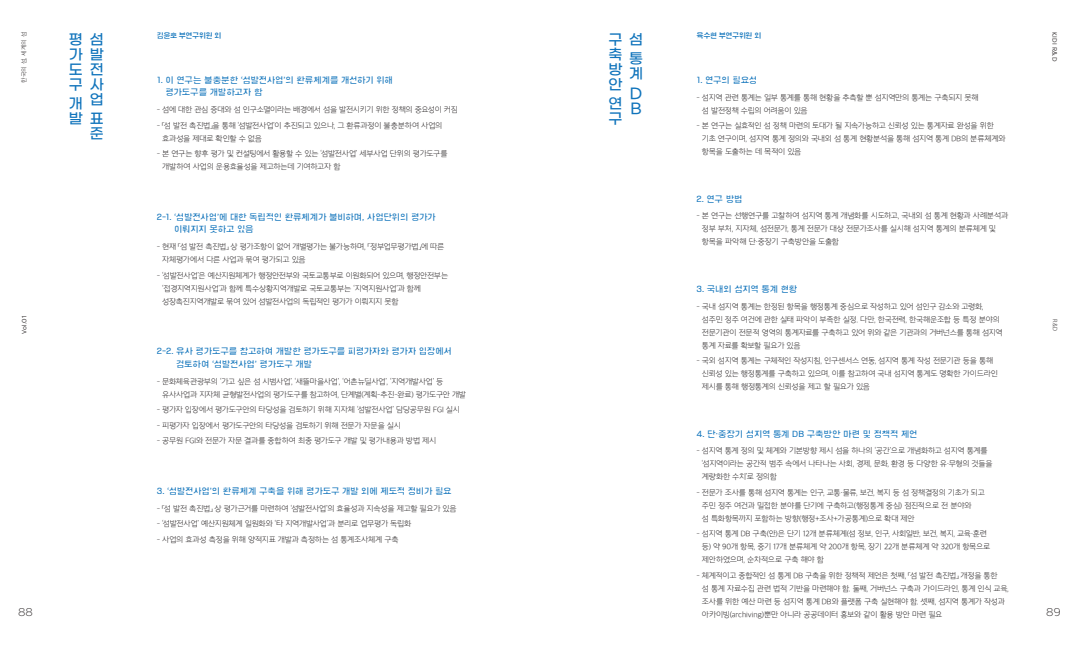 한국의 섬 세계의 섬
Vol.01
88
섬발전사업 표준
평가도구 개발
김윤호 부연구위원 외
1. 이 연구는 불충분한 '섬발전사업'의 환류체계를 개선하기 위해
평가도구를 개발하고자 함
- 섬에 대한 관심 증대와 섬 인구소멸이라는 배경에서 섬을 발전시키기 위한 정책의 중요성이 커짐
- 「섬 발전 촉진법」을 통해 '섬발전사업'이 추진되고 있으나, 그 환류과정이 불충분하여 사업의
효과성을 제대로 확인할 수 없음
- 본 연구는 향후 평가 및 컨설팅에서 활용할 수 있는 '섬발전사업' 세부사업 단위의 평가도구를
개발하여 사업의 운용효율성을 제고하는데 기여하고자 함
2-1. '섬발전사업'에 대한 독립적인 환류체계가 불비하며, 사업단위의 평가가
이뤄지지 못하고 있음
- 현재 「섬 발전 촉진법」 상 평가조항이 없어 개별평가는 불가능하며, 「정부업무평가법」에 따른
자체평가에서 다른 사업과 묶여 평가되고 있음
- '섬발전사업'은 예산지원체계가 행정안전부와 국토교통부로 이원화되어 있으며, 행정안전부는
'접경지역지원사업'과 함께 특수상황지역개발로 국토교통부는 '지역지원사업'과 함께
성장촉진지역개발로 묶여 있어 섬발전사업의 독립적인 평가가 이뤄지지 못함
2-2. 유사 평가도구를 참고하여 개발한 평가도구를 피평가자와 평가자 입장에서
검토하여 '섬발전사업' 평가도구 개발
- 문화체육관광부의 '가고 싶은 섬 시범사업', '새뜰마을사업', '어촌뉴딜사업', '지역개발사업' 등
유사사업과 지자체 균형발전사업의 평가도구를 참고하여, 단계별(계획-추진-완료) 평가도구안 개발
- 평가자 입장에서 평가도구안의 타당성을 검토하기 위해 지자체 '섬발전사업' 담당공무원 FGI 실시
- 피평가자 입장에서 평가도구안의 타당성을 검토하기 위해 전문가 자문을 실시
- 공무원 FGI와 전문가 자문 결과를 종합하여 최종 평가도구 개발 및 평가내용과 방법 제시
3. '섬발전사업'의 환류체계 구축을 위해 평가도구 개발 외에 제도적 정비가 필요
- 「섬 발전 촉진법」 상 평가근거를 마련하여 '섬발전사업'의 효율성과 지속성을 제고할 필요가 있음
- '섬발전사업' 예산지원체계 일원화와 '타 지역개발사업'과 분리로 업무평가 독립화
- 사업의 효과성 측정을 위해 양적지표 개발과 측정하는 섬 통계조사체계 구축
섬 통계 DB
구축방안 연구
육수현 부연구위원 외
1. 연구의 필요성
- 섬지역 관련 통계는 일부 통계를 통해 현황을 추측할 뿐 섬지역만의 통계는 구축되지 못해
섬 발전정책 수립의 어려움이 있음
- 본 연구는 실효적인 섬 정책 마련의 토대가 될 지속가능하고 신뢰성 있는 통계자료 완성을 위한
기초 연구이며, 섬지역 통계 정의와 국내외 섬 통계 현황분석을 통해 섬지역 통계 DB의 분류체계와
항목을 도출하는 데 목적이 있음
2. 연구 방법
- 본 연구는 선행연구를 고찰하여 섬지역 통계 개념화를 시도하고, 국내외 섬 통계 현황과 사례분석과
정부 부처, 지자체, 섬전문가, 통계 전문가 대상 전문가조사를 실시해 섬지역 통계의 분류체계 및
항목을 파악해 단·중장기 구축방안을 도출함
3. 국내외 섬지역 통계 현황
- 국내 섬지역 통계는 한정된 항목을 행정통계 중심으로 작성하고 있어 섬인구 감소와 고령화,
섬주민 정주 여건에 관한 실태 파악이 부족한 실정. 다만, 한국전력, 한국해운조합 등 특정 분야의
전문기관이 전문적 영역의 통계자료를 구축하고 있어 위와 같은 기관과의 거버넌스를 통해 섬지역
통계 자료를 확보할 필요가 있음
- 국외 섬지역 통계는 구체적인 작성지침, 인구센서스 연동, 섬지역 통계 작성 전문기관 등을 통해
신뢰성 있는 행정통계를 구축하고 있으며, 이를 참고하여 국내 섬지역 통계도 명확한 가이드라인
제시를 통해 행정통계의 신뢰성을 제고 할 필요가 있음
4. 단·중장기 섬지역 통계 DB 구축방안 마련 및 정책적 제언
- 섬지역 통계 정의 및 체계와 기본방향 제시 섬을 하나의 '공간'으로 개념화하고 섬지역 통계를
'섬지역이라는 공간적 범주 속에서 나타나는 사회, 경제, 문화, 환경 등 다양한 유·무형의 것들을
계량화한 수치'로 정의함
- 전문가 조사를 통해 섬지역 통계는 인구, 교통·물류, 보건, 복지 등 섬 정책결정의 기초가 되고
주민 정주 여건과 밀접한 분야를 단기에 구축하고(행정통계 중심) 점진적으로 전 분야와
섬 특화항목까지 포함하는 방향(행정+조사+가공통계)으로 확대 제안
- 섬지역 통계 DB 구축(안)은 단기 12개 분류체계(섬 정보, 인구, 사회일반, 보건, 복지, 교육·훈련
등) 약 90개 항목, 중기 17개 분류체계 약 200개 항목, 장기 22개 분류체계 약 320개 항목으로
제안하였으며, 순차적으로 구축 해야 함
- 체계적이고 종합적인 섬 통계 DB 구축을 위한 정책적 제언은 첫째, 「섬 발전 촉진법」 개정을 통한
섬 통계 자료수집 관련 법적 기반을 마련해야 함. 둘째, 거버넌스 구축과 가이드라인, 통계 인식 교육,
조사를 위한 예산 마련 등 섬지역 통계 DB와 플랫폼 구축 실현해야 함. 셋째, 섬지역 통계가 작성과
아카이빙(archiving)뿐만 아니라 공공데이터 홍보와 같이 활용 방안 마련 필요
KIDI R&D
R&D
89